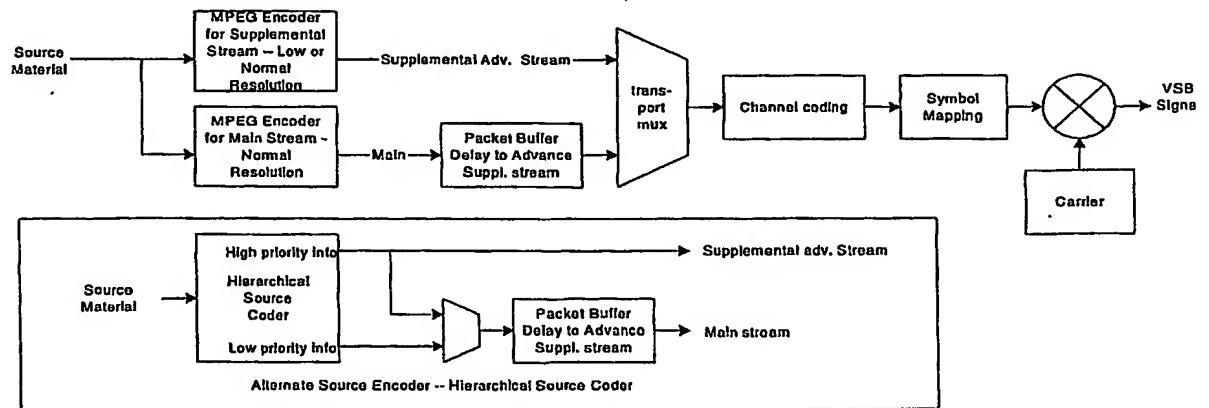 Source
Material
MPEG Encoder
for Supplemental
Stream – Low or
Normal
Resolution
Supplemental Adv. Stream
MPEG Encoder
for Main Stream -
Normal
Resolution
Main
Packet Buffer
Delay to Advance
Suppl. stream
trans-
port
mux
Channel coding
Symbol
Mapping
VSB
Signa
Carrier
Source
Material
High priority info
Hierarchical
Source
Coder
Low priority info
Supplemental adv. Stream
Packet Buffer
Delay to Advance
Suppl. stream
Main stream
Alternate Source Encoder -- Hierarchical Source Coder